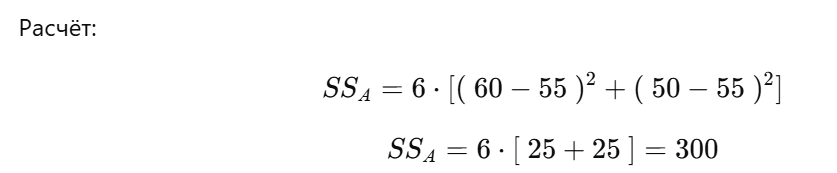 Расчёт:
SS_A = 6 · [( 60 − 55 )² + ( 50 − 55 )²]
SS_A = 6 · [ 25 + 25 ] = 300